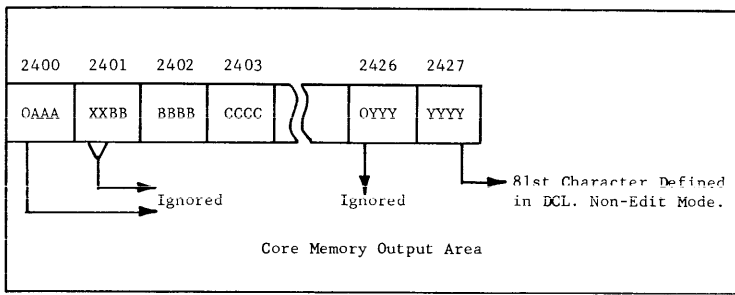 2400 2401 2402 2403 2426 2427
OAAA XXBB BBBB CCCC OYYY YYYY
81st Character Defined
Ignored Ignored
in DCL. Non-Edit Mode.
Core Memory Output Area